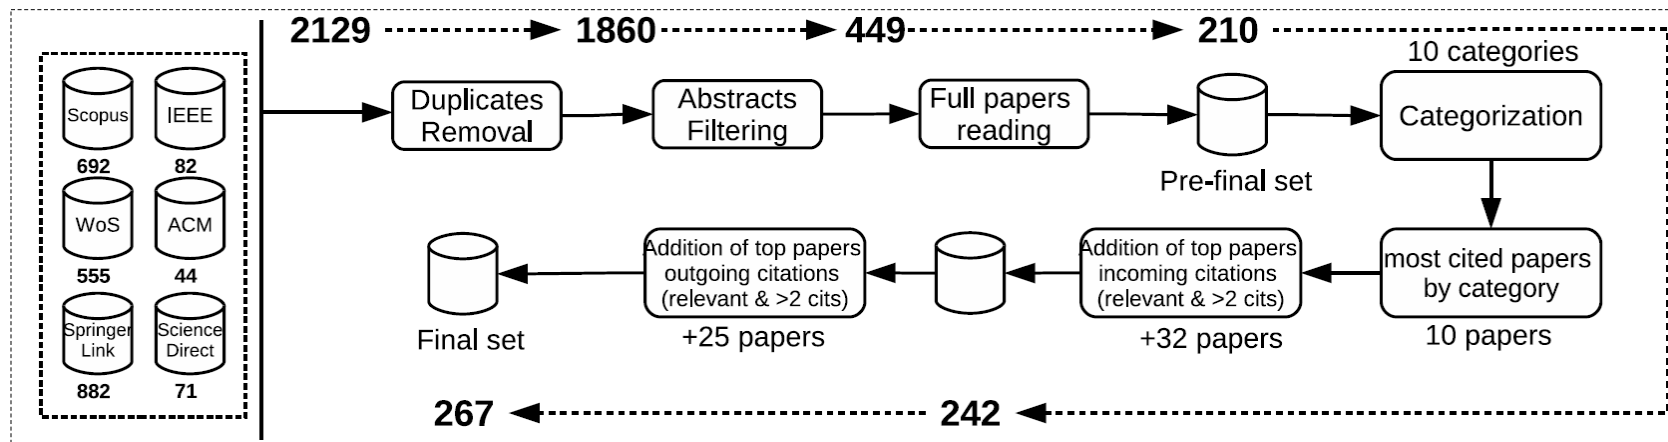 2129
1860
449
210
10 categories
Scopus
IEEE
692
82
WoS
ACM
555
44
Springer
Link
Science
Direct
882
71
Duplicates
Removal
Abstracts
Filtering
Full papers
reading
Pre-final set
Categorization
most cited papers
by category
10 papers
Addition of top papers
incoming citations
(relevant & >2 cits)
+32 papers
Addition of top papers
outgoing citations
(relevant & >2 cits)
+25 papers
Final set
267
242